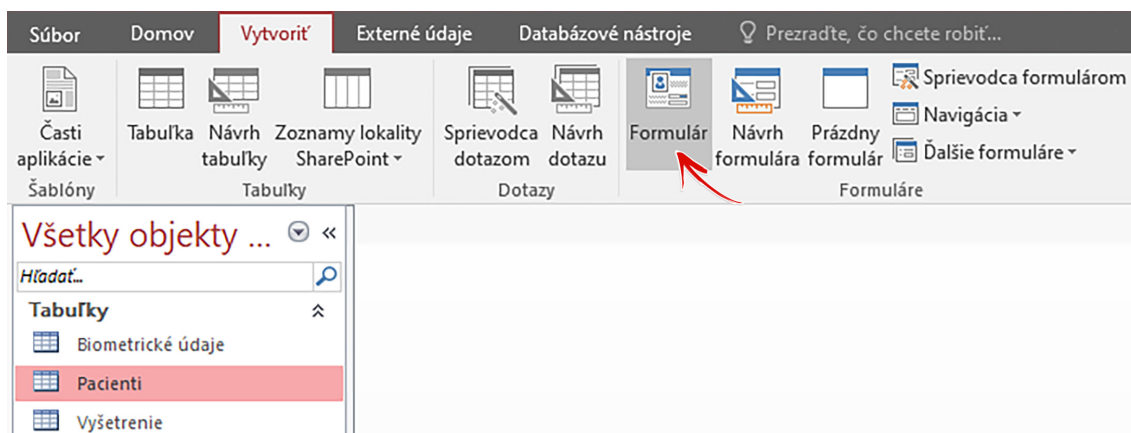 Súbor Domov Vytvoriť Externé údaje Databázové nástroje Prezraďte, čo chcete robiť...
Časti aplikácie
Šablóny
Tabuľka
Návrh tabuľky
Zoznamy lokality SharePoint
Tabuľky
Sprievodca dotazom
Návrh dotazu
Dotazy
Formulár
Návrh formulára
Prázdny formulár
Sprievodca formulárom
Navigácia
Ďalšie formuláre
Formuláre
Všetky objekty ...
Hľadať...
Tabuľky
Biometrické údaje
Pacienti
Vyšetrenie